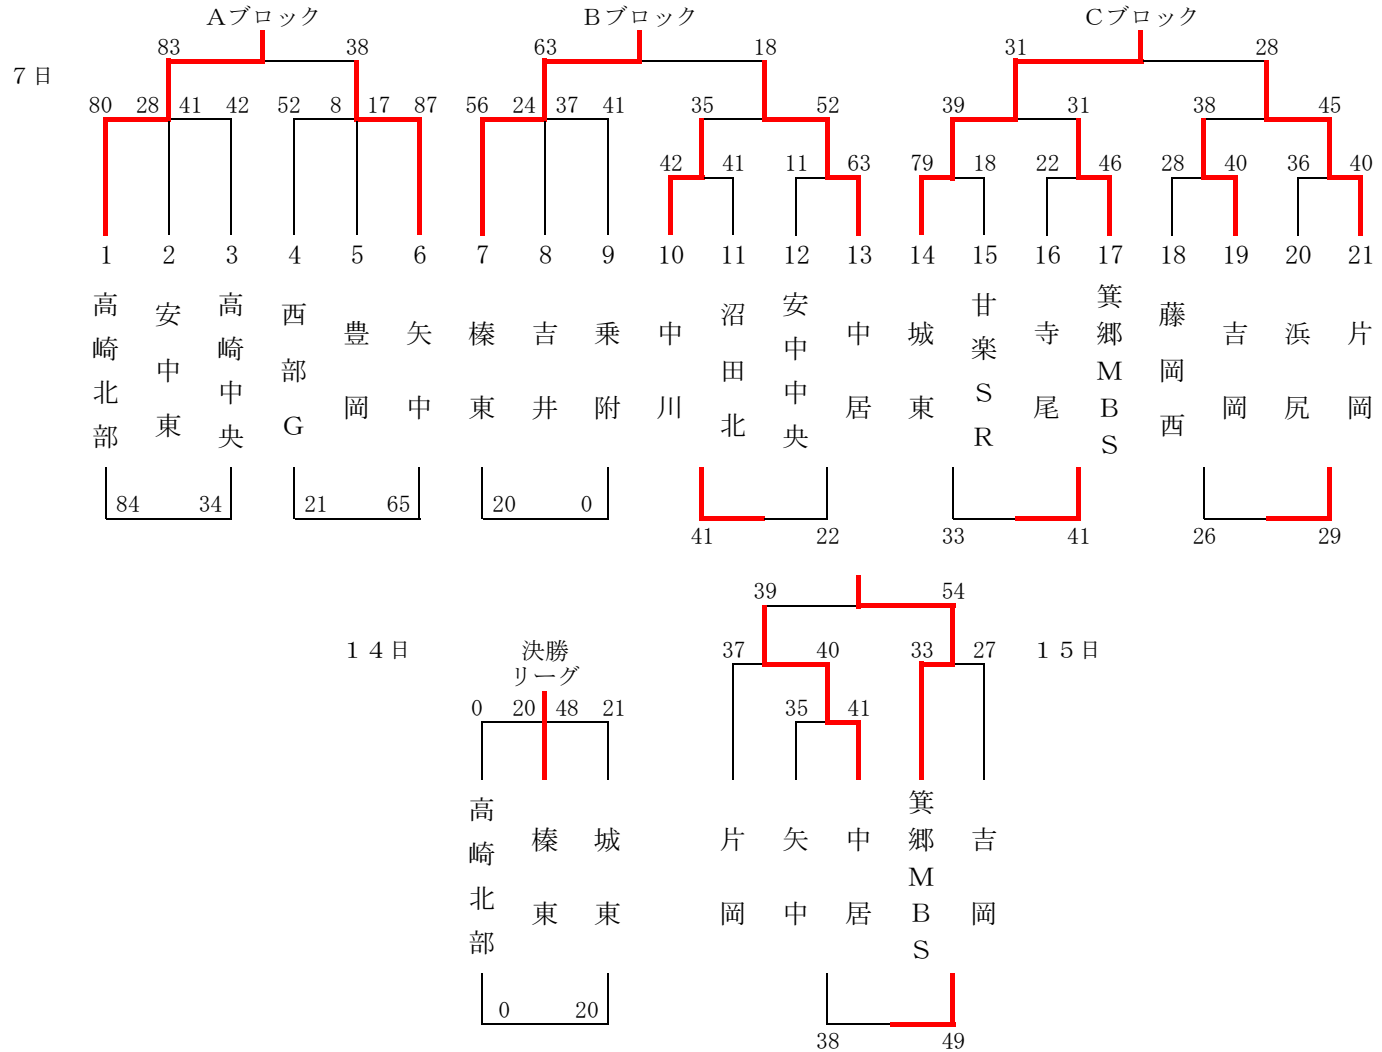 Aブロック Bブロック Cブロック
83 38 63 18 31 28
７日
80 28 41 42 52 8 17 87 56 24 37 41 35 52 39 31 38 45
42 41 11 63 79 18 22 46 28 40 36 40
1 2 3 4 5 6 7 8 9 10 11 12 13 14 15 16 17 18 19 20 21
高崎北部
安中東
高崎中央
西部G
豊岡
矢中
榛東
吉井
乗附
中川
沼田北
安中中央
中居
城東
甘楽SR
寺尾
箕郷MBS
藤岡西
吉岡
浜尻
片岡
84 34 21 65 20 0
41 22 33 41 26 29
39 54
１４日 決勝 37 40 33 27 １５日
リーグ
0 20 48 21 35 41
高崎北部
榛東
城東
片岡
矢中
中居
箕郷MBS
吉岡
0 20
38 49